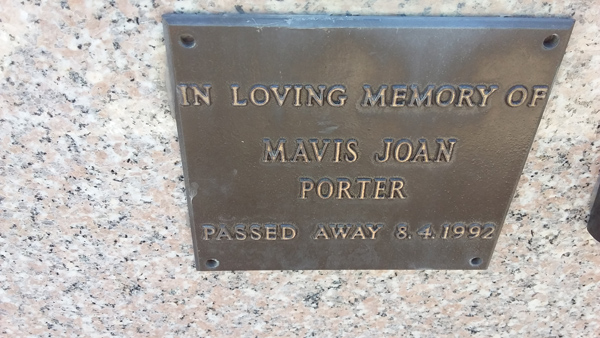 IN LOVING MEMORY OF
MAVIS JOAN
PORTER
PASSED AWAY 8.4.1992